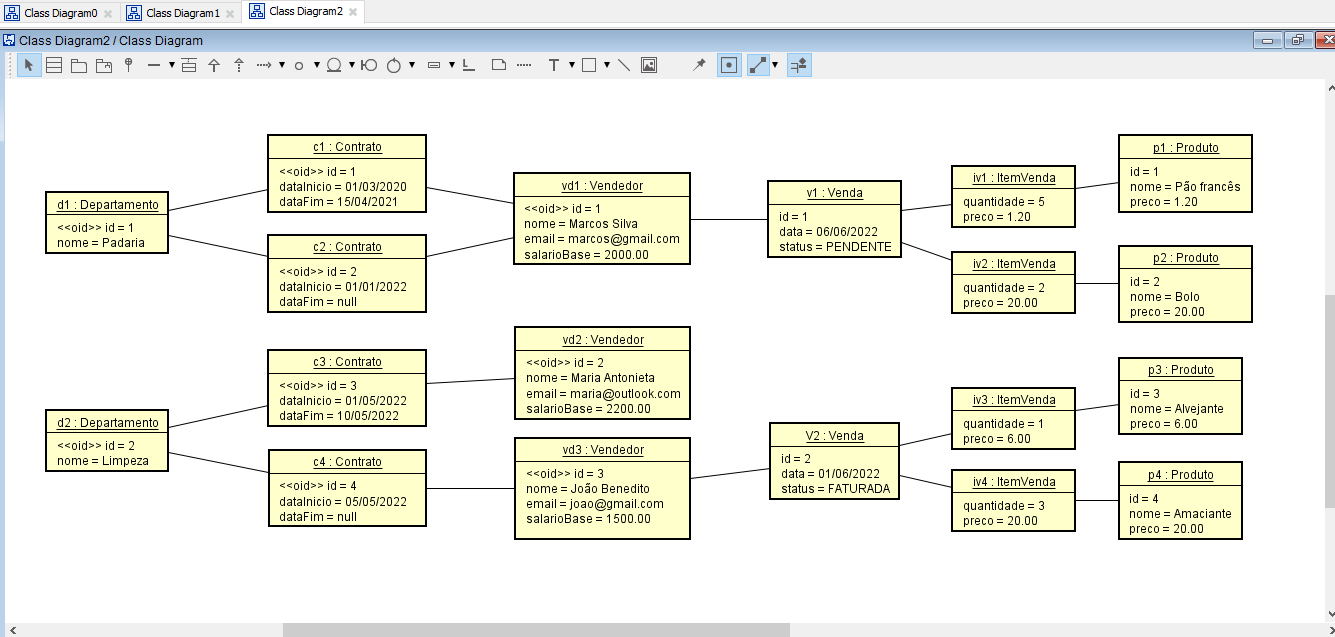 Class Diagram0
Class Diagram1
Class Diagram2
Class Diagram2 / Class Diagram
d1 : Departamento
<<oid>> id = 1
nome = Padaria
c1 : Contrato
<<oid>> id = 1
dataInicio = 01/03/2020
dataFim = 15/04/2021
c2 : Contrato
<<oid>> id = 2
dataInicio = 01/01/2022
dataFim = null
vd1 : Vendedor
<<oid>> id = 1
nome = Marcos Silva
email = marcos@gmail.com
salarioBase = 2000.00
v1 : Venda
id = 1
data = 06/06/2022
status = PENDENTE
iv1 : ItemVenda
quantidade = 5
preco = 1.20
iv2 : ItemVenda
quantidade = 2
preco = 20.00
p1 : Produto
id = 1
nome = Pão francês
preco = 1.20
p2 : Produto
id = 2
nome = Bolo
preco = 20.00
d2 : Departamento
<<oid>> id = 2
nome = Limpeza
c3 : Contrato
<<oid>> id = 3
dataInicio = 01/05/2022
dataFim = 10/05/2022
c4 : Contrato
<<oid>> id = 4
dataInicio = 05/05/2022
dataFim = null
vd2 : Vendedor
<<oid>> id = 2
nome = Maria Antonieta
email = maria@outlook.com
salarioBase = 2200.00
vd3 : Vendedor
<<oid>> id = 3
nome = João Benedito
email = joao@gmail.com
salarioBase = 1500.00
V2 : Venda
id = 2
data = 01/06/2022
status = FATURADA
iv3 : ItemVenda
quantidade = 1
preco = 6.00
iv4 : ItemVenda
quantidade = 3
preco = 20.00
p3 : Produto
id = 3
nome = Alvejante
preco = 6.00
p4 : Produto
id = 4
nome = Amaciante
preco = 20.00